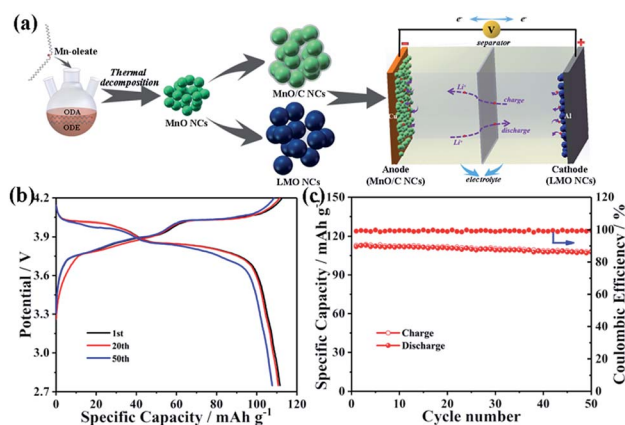 (a)
Mn-oleate
ODA
ODE
Thermal
decomposition
MnO NCs
MnO/C NCs
LMO NCs
e⁻ e⁻
V
separator
− +
Cu
Al
Li⁺
charge
Li⁺
discharge
Anode
(MnO/C NCs)
electrolyte
Cathode
(LMO NCs)
(b)
Potential / V
4.2
3.9
3.6
3.3
3.0
2.7
1st
20th
50th
0 20 40 60 80 100 120
Specific Capacity / mAh g⁻¹
(c)
Specific Capacity / mAh g⁻¹
150
120
90
60
30
0
Charge
Discharge
0 10 20 30 40 50
Cycle number
120
100
80
60
40
20
0
Coulombic Efficiency / %